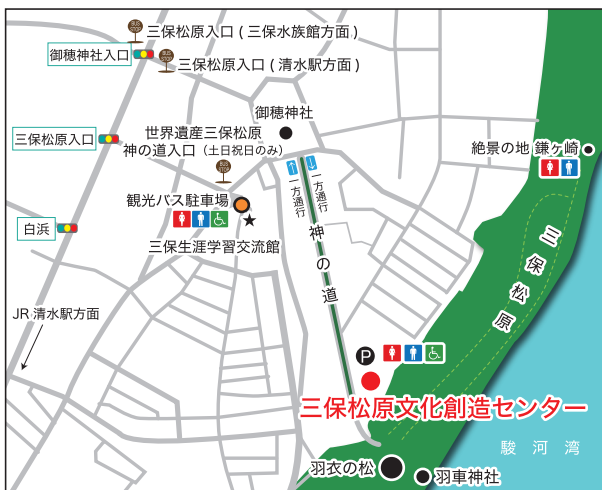 BUS STOP
三保松原入口 ( 三保水族館方面 )
御穂神社入口
BUS STOP
三保松原入口 ( 清水駅方面 )
御穂神社
三保松原入口
世界遺産三保松原
神の道入口（土日祝日のみ）
BUS STOP
絶景の地 鎌ヶ崎
一方通行
一方通行
観光バス駐車場
白浜
三保生涯学習交流館
神の道
三保松原
JR 清水駅方面
P
三保松原文化創造センター
駿河湾
羽衣の松
羽車神社